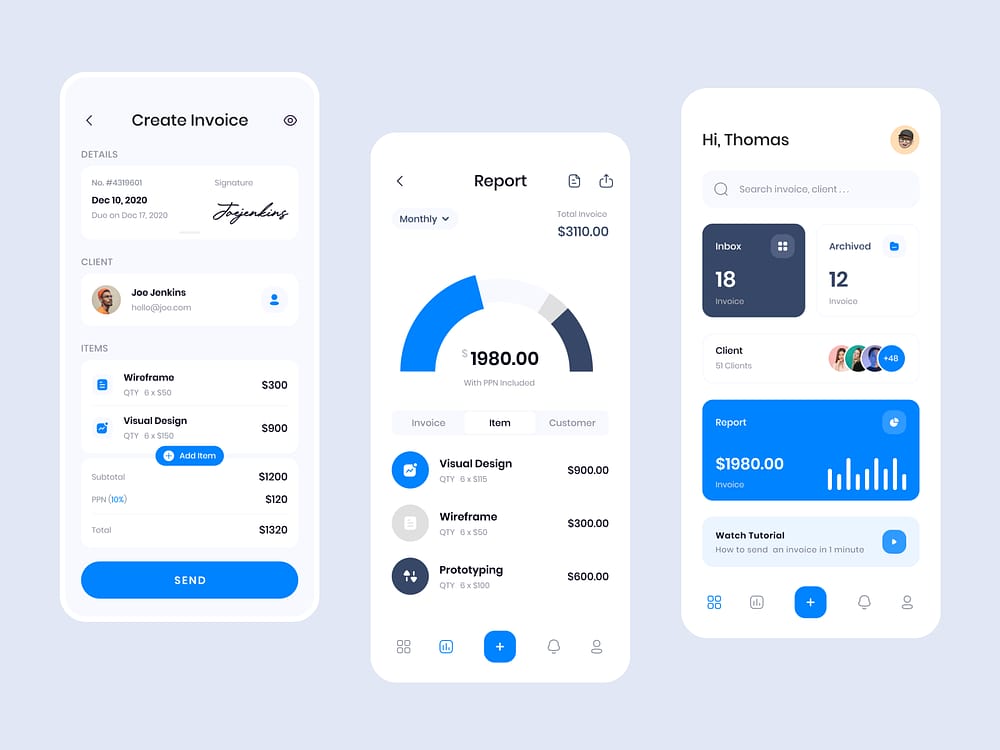 Create Invoice
DETAILS
No. #4319601
Signature
Dec 10, 2020
Duo on Dec 17, 2020
Joejenkins
CLIENT
Joo Jenkins
hello@joo.com
ITEMS
Wireframe
QTY 6 x $50
$300
Visual Design
QTY 6 x $150
$900
Add Item
Subtotal
$1200
PPN (10%)
$120
Total
$1320
SEND
Report
Monthly
Total Invoice
$3110.00
$1980.00
With PPN Included
Invoice
Item
Customer
Visual Design
QTY 6 x $115
$900.00
Wireframe
QTY 6 x $50
$300.00
Prototyping
QTY 6 x $100
$600.00
Hi, Thomas
Search invoice, client . . .
Inbox
18
Invoice
Archived
12
Invoice
Client
51 Clients
+48
Report
$1980.00
Invoice
Watch Tutorial
How to send an invoice in 1 minute